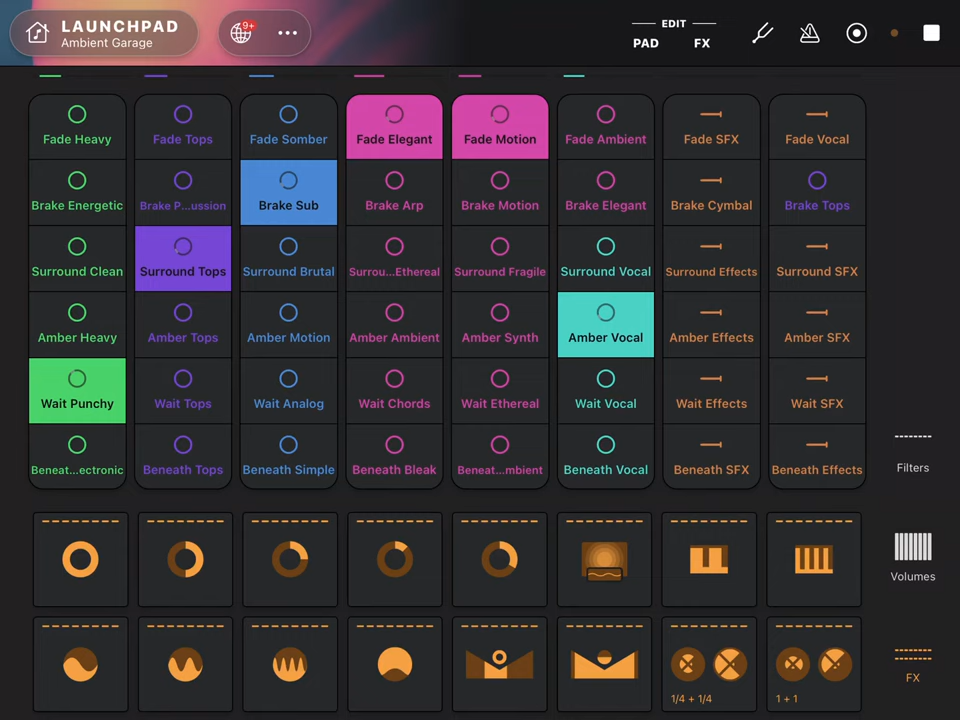 LAUNCHPAD
Ambient Garage
9+
EDIT
PAD FX
Fade Heavy Fade Tops Fade Somber Fade Elegant Fade Motion Fade Ambient Fade SFX Fade Vocal
Brake Energetic Brake P...ussion Brake Sub Brake Arp Brake Motion Brake Elegant Brake Cymbal Brake Tops
Surround Clean Surround Tops Surround Brutal Surrou...Ethereal Surround Fragile Surround Vocal Surround Effects Surround SFX
Amber Heavy Amber Tops Amber Motion Amber Ambient Amber Synth Amber Vocal Amber Effects Amber SFX
Wait Punchy Wait Tops Wait Analog Wait Chords Wait Ethereal Wait Vocal Wait Effects Wait SFX
Beneat...ectronic Beneath Tops Beneath Simple Beneath Bleak Beneat...mbient Beneath Vocal Beneath SFX Beneath Effects
Filters
Volumes
FX
1/4 + 1/4 1 + 1